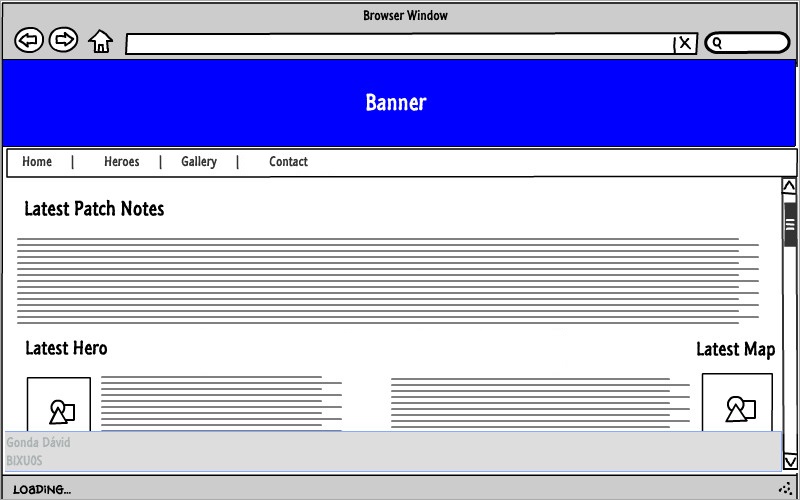 Browser Window
Banner
Home | Heroes | Gallery | Contact
Latest Patch Notes
Latest Hero
Latest Map
Gonda Dávid
BIXU0S
LOADING...